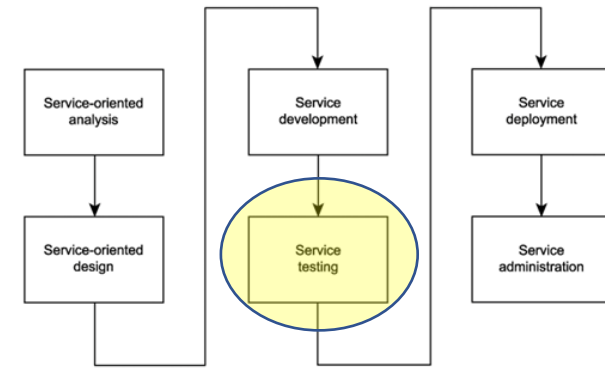 Service-oriented
analysis
Service-oriented
design
Service
development
Service
testing
Service
deployment
Service
administration